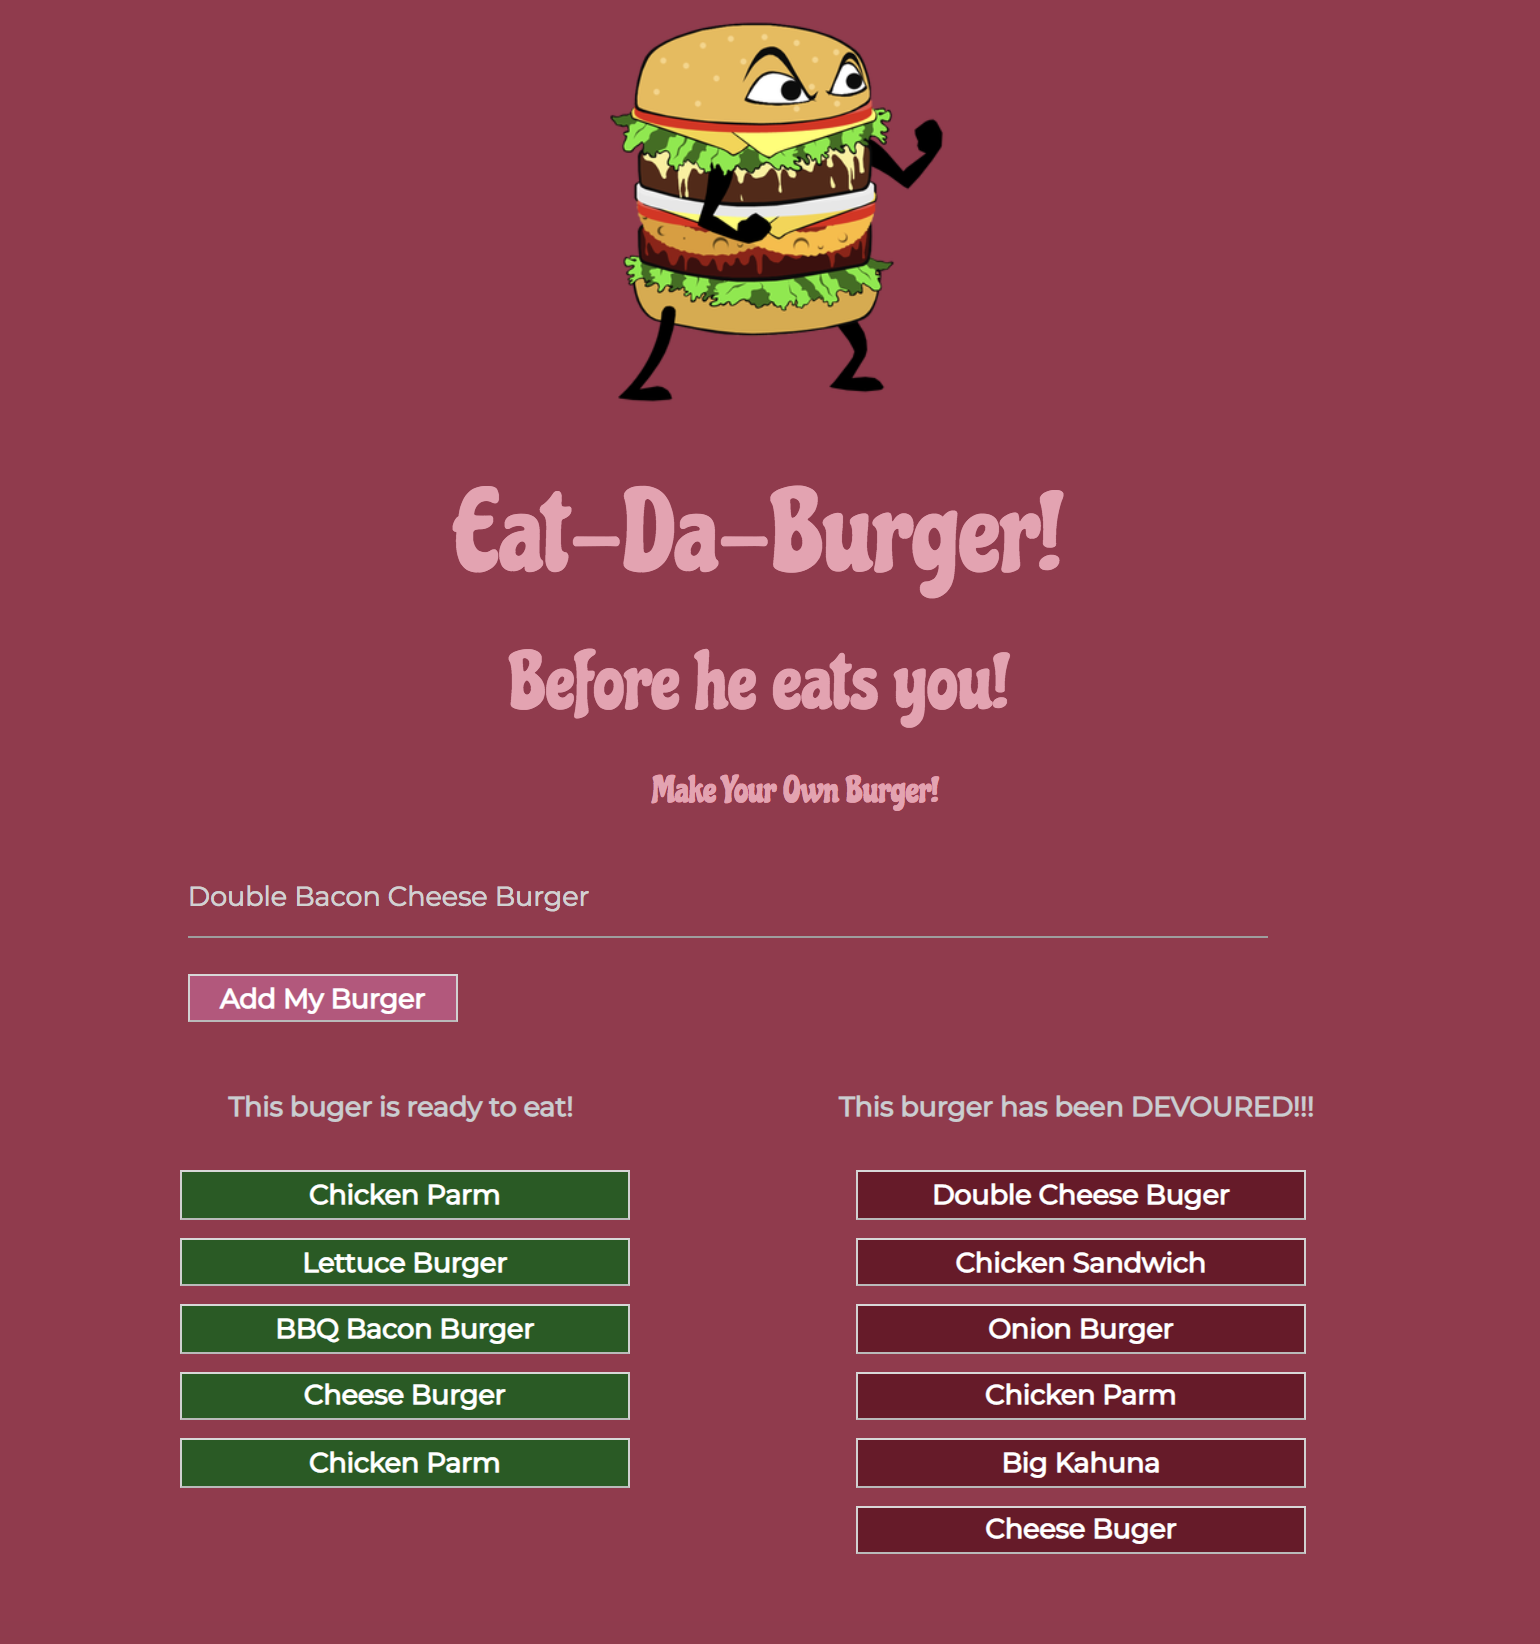 Eat-Da-Burger!
Before he eats you!
Make Your Own Burger!
Double Bacon Cheese Burger
Add My Burger
This buger is ready to eat!
Chicken Parm
Lettuce Burger
BBQ Bacon Burger
Cheese Burger
Chicken Parm
This burger has been DEVOURED!!!
Double Cheese Buger
Chicken Sandwich
Onion Burger
Chicken Parm
Big Kahuna
Cheese Buger